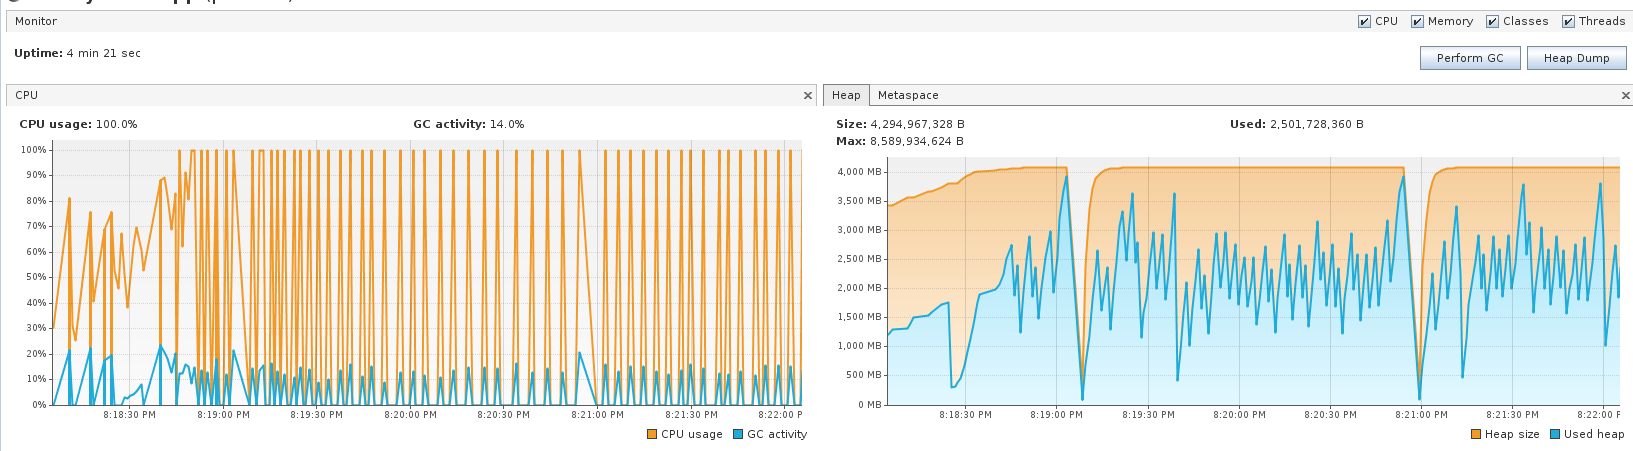 Monitor
CPU Memory Classes Threads
Uptime: 4 min 21 sec
Perform GC Heap Dump
CPU
CPU usage: 100.0% GC activity: 14.0%
100%
90%
80%
70%
60%
50%
40%
30%
20%
10%
0%
8:18:30 PM 8:19:00 PM 8:19:30 PM 8:20:00 PM 8:20:30 PM 8:21:00 PM 8:21:30 PM 8:22:00 P
CPU usage GC activity
Heap Metaspace
Size: 4,294,967,328 B Used: 2,501,728,360 B
Max: 8,589,934,624 B
4,000 MB
3,500 MB
3,000 MB
2,500 MB
2,000 MB
1,500 MB
1,000 MB
500 MB
0 MB
8:18:30 PM 8:19:00 PM 8:19:30 PM 8:20:00 PM 8:20:30 PM 8:21:00 PM 8:21:30 PM 8:22:00 P
Heap size Used heap